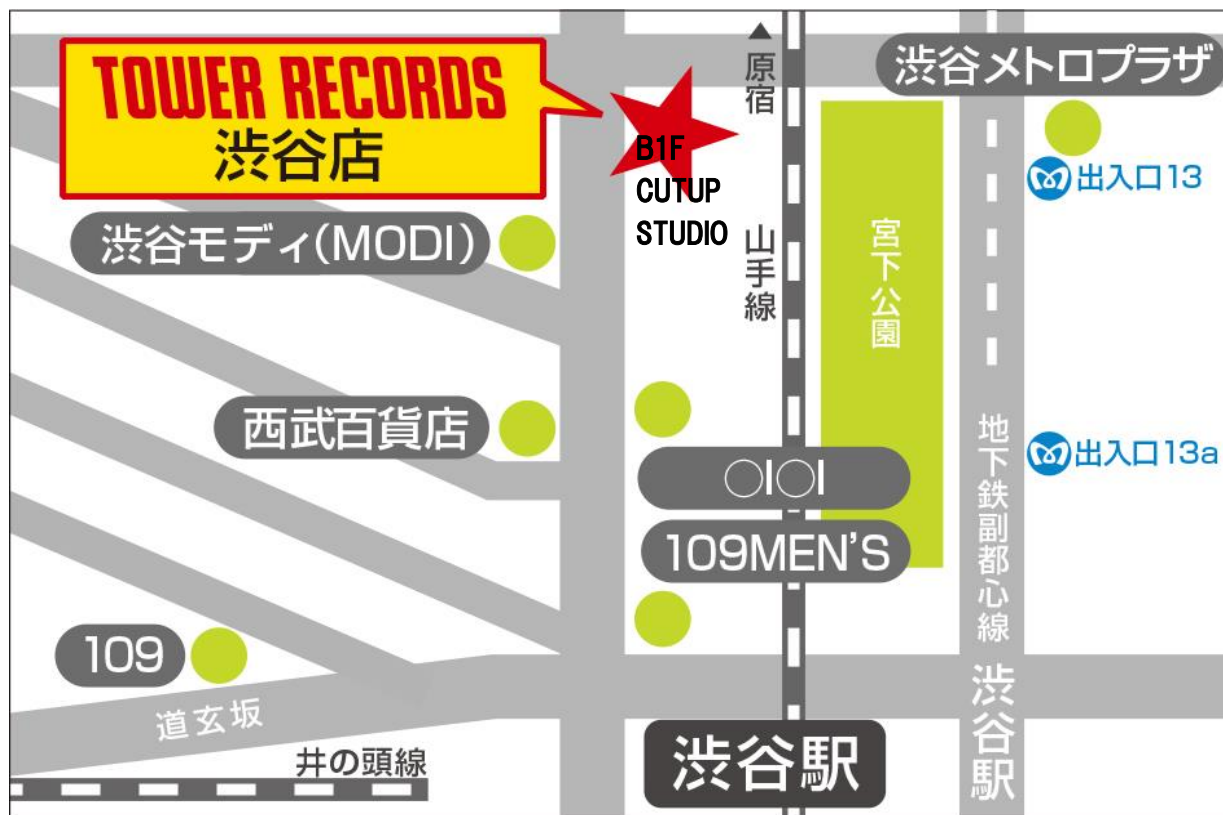 TOWER RECORDS
渋谷店
▲原宿
渋谷メトロプラザ
B1F
CUTUP
STUDIO
出入口13
渋谷モディ(MODI)
山手線
宮下公園
西武百貨店
地下鉄副都心線
出入口13a
○I○I
109MEN'S
109
道玄坂
渋谷駅
井の頭線
渋谷駅